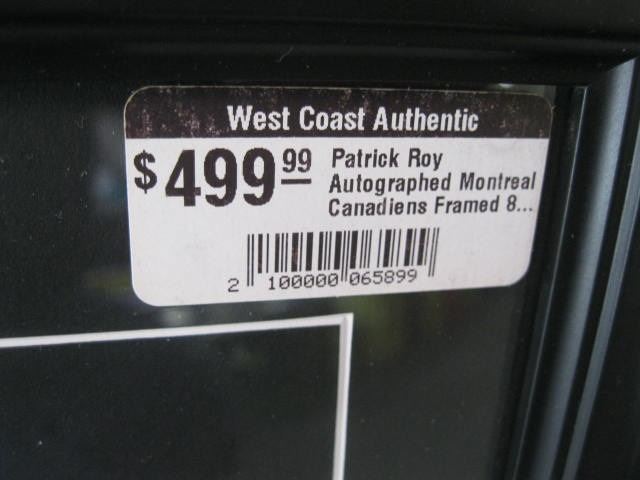 West Coast Authentic
$499.99
Patrick Roy
Autographed Montreal
Canadiens Framed 8...
2 100000 065899